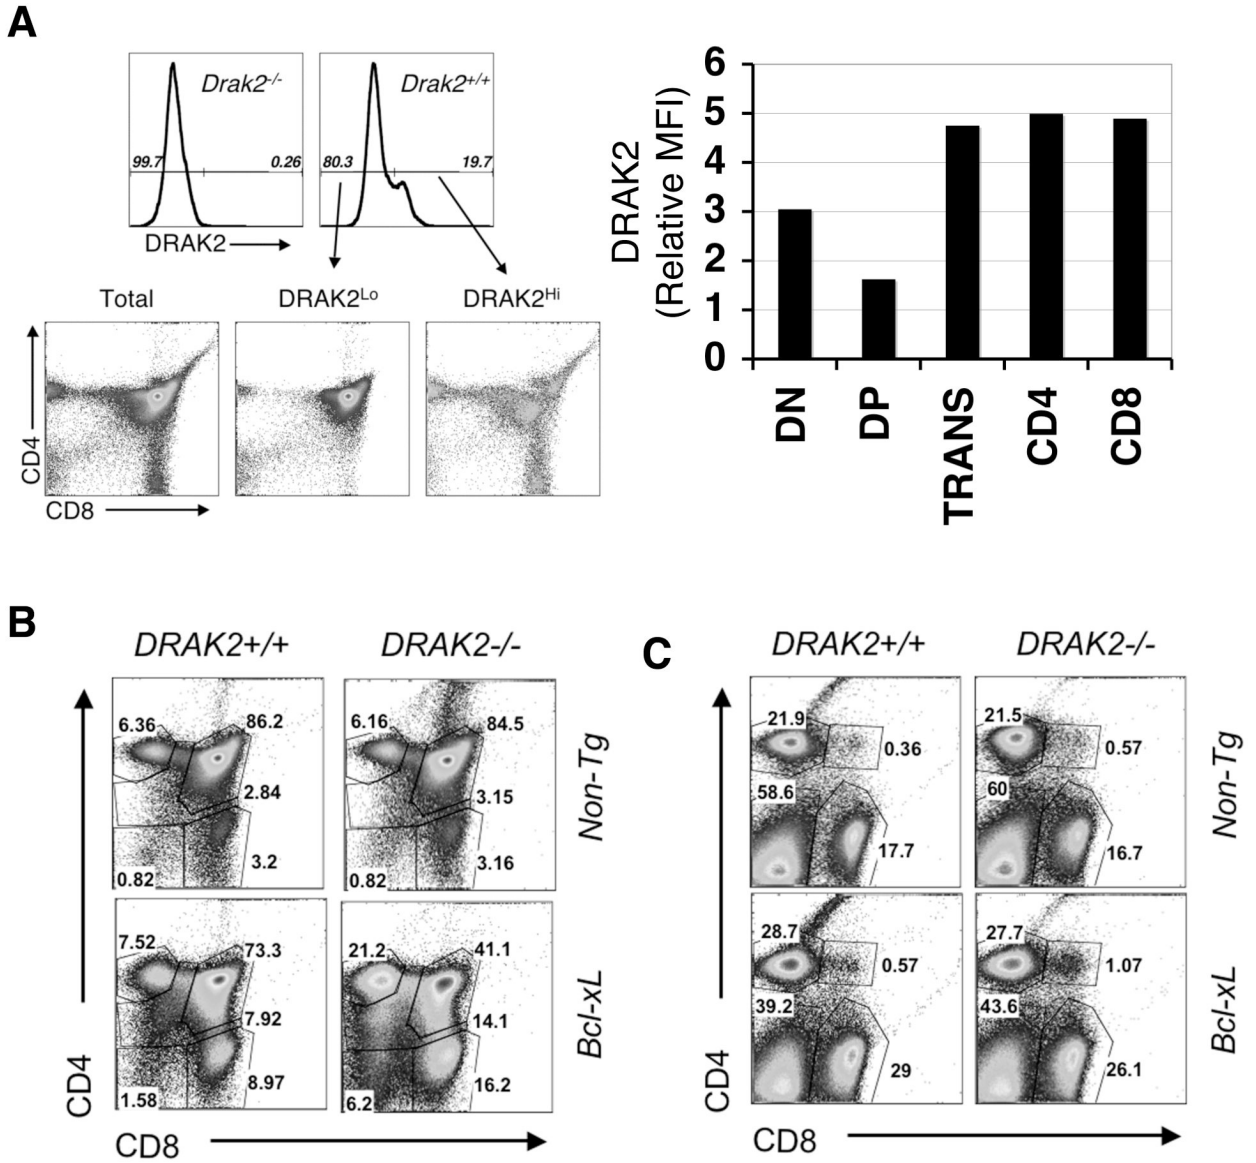 A
Drak2-/-
99.7
0.26
Drak2+/+
80.3
19.7
DRAK2
Total
DRAK2Lo
DRAK2Hi
CD4
CD8
DRAK2
(Relative MFI)
6
5
4
3
2
1
0
DN
DP
TRANS
CD4
CD8
B
DRAK2+/+
DRAK2-/-
6.36
86.2
2.84
3.2
0.82
6.16
84.5
3.15
3.16
0.82
Non-Tg
7.52
73.3
7.92
8.97
1.58
21.2
41.1
14.1
16.2
6.2
Bcl-xL
CD4
CD8
C
DRAK2+/+
DRAK2-/-
21.9
0.36
58.6
17.7
21.5
0.57
60
16.7
Non-Tg
28.7
0.57
39.2
29
27.7
1.07
43.6
26.1
Bcl-xL
CD4
CD8